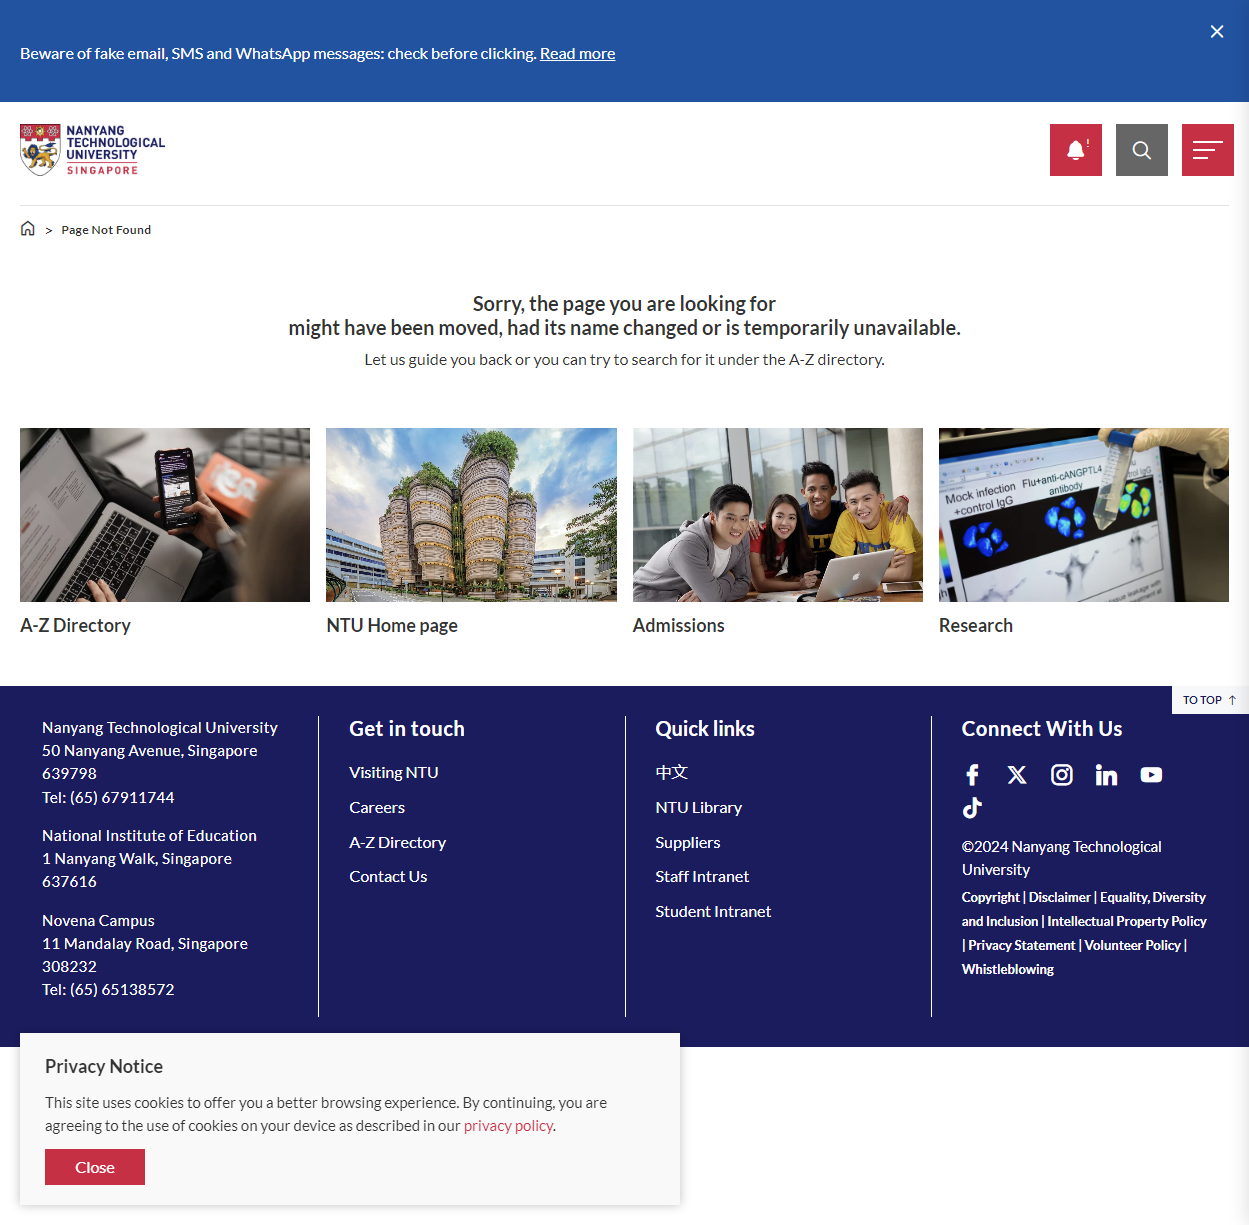 Beware of fake email, SMS and WhatsApp messages: check before clicking. Read more
NANYANG
TECHNOLOGICAL
UNIVERSITY
SINGAPORE
> Page Not Found
Sorry, the page you are looking for
might have been moved, had its name changed or is temporarily unavailable.
Let us guide you back or you can try to search for it under the A-Z directory.
Mock infection
+control IgG
Flu+anti-cANGPTL4
antibody
control IgG
A-Z Directory
NTU Home page
Admissions
Research
TO TOP ↑
Nanyang Technological University
50 Nanyang Avenue, Singapore
639798
Tel: (65) 67911744
National Institute of Education
1 Nanyang Walk, Singapore
637616
Novena Campus
11 Mandalay Road, Singapore
308232
Tel: (65) 65138572
Get in touch
Visiting NTU
Careers
A-Z Directory
Contact Us
Quick links
中文
NTU Library
Suppliers
Staff Intranet
Student Intranet
Connect With Us
©2024 Nanyang Technological
University
Copyright | Disclaimer | Equality, Diversity
and Inclusion | Intellectual Property Policy
| Privacy Statement | Volunteer Policy |
Whistleblowing
Privacy Notice
This site uses cookies to offer you a better browsing experience. By continuing, you are
agreeing to the use of cookies on your device as described in our privacy policy.
Close